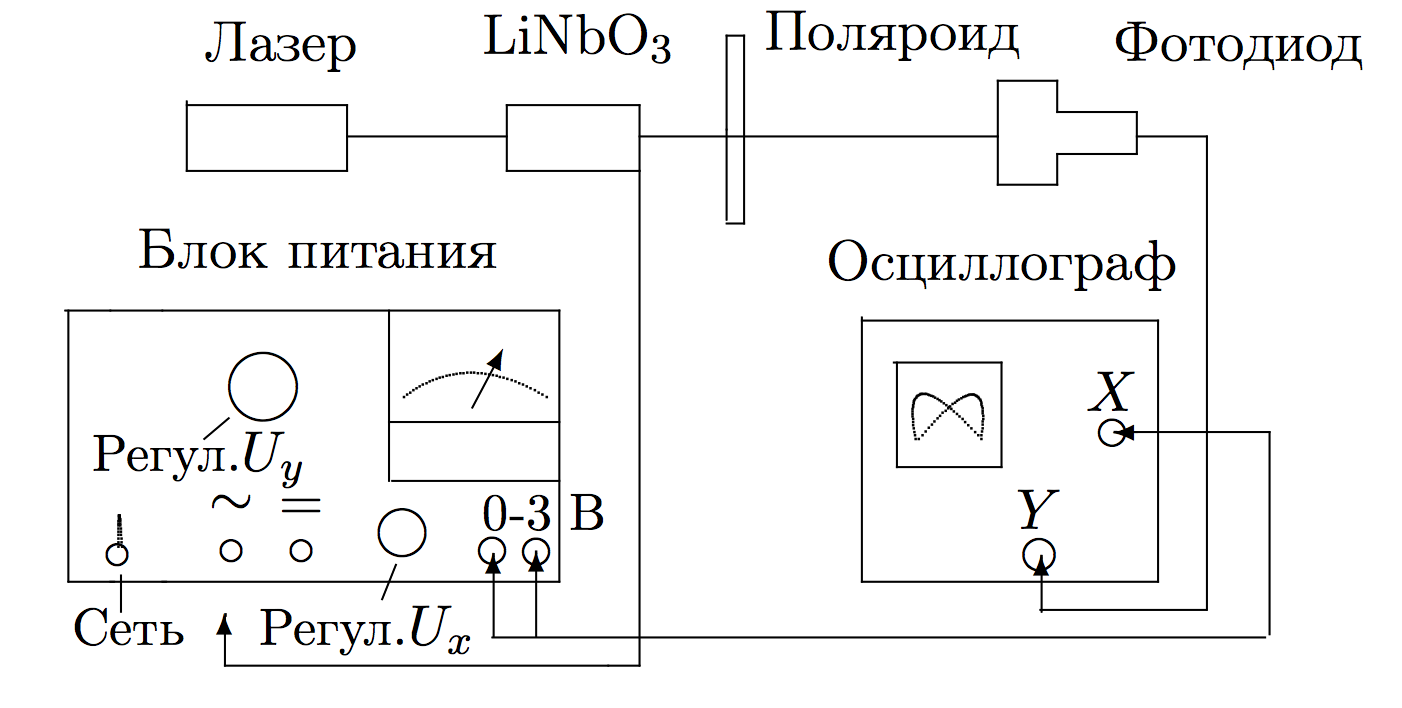 Лазер
LiNbO₃
Поляроид
Фотодиод
Блок питания
Осциллограф
Регул.Uy
~ =
0-3 В
X
Y
Сеть
Регул.Uₓ